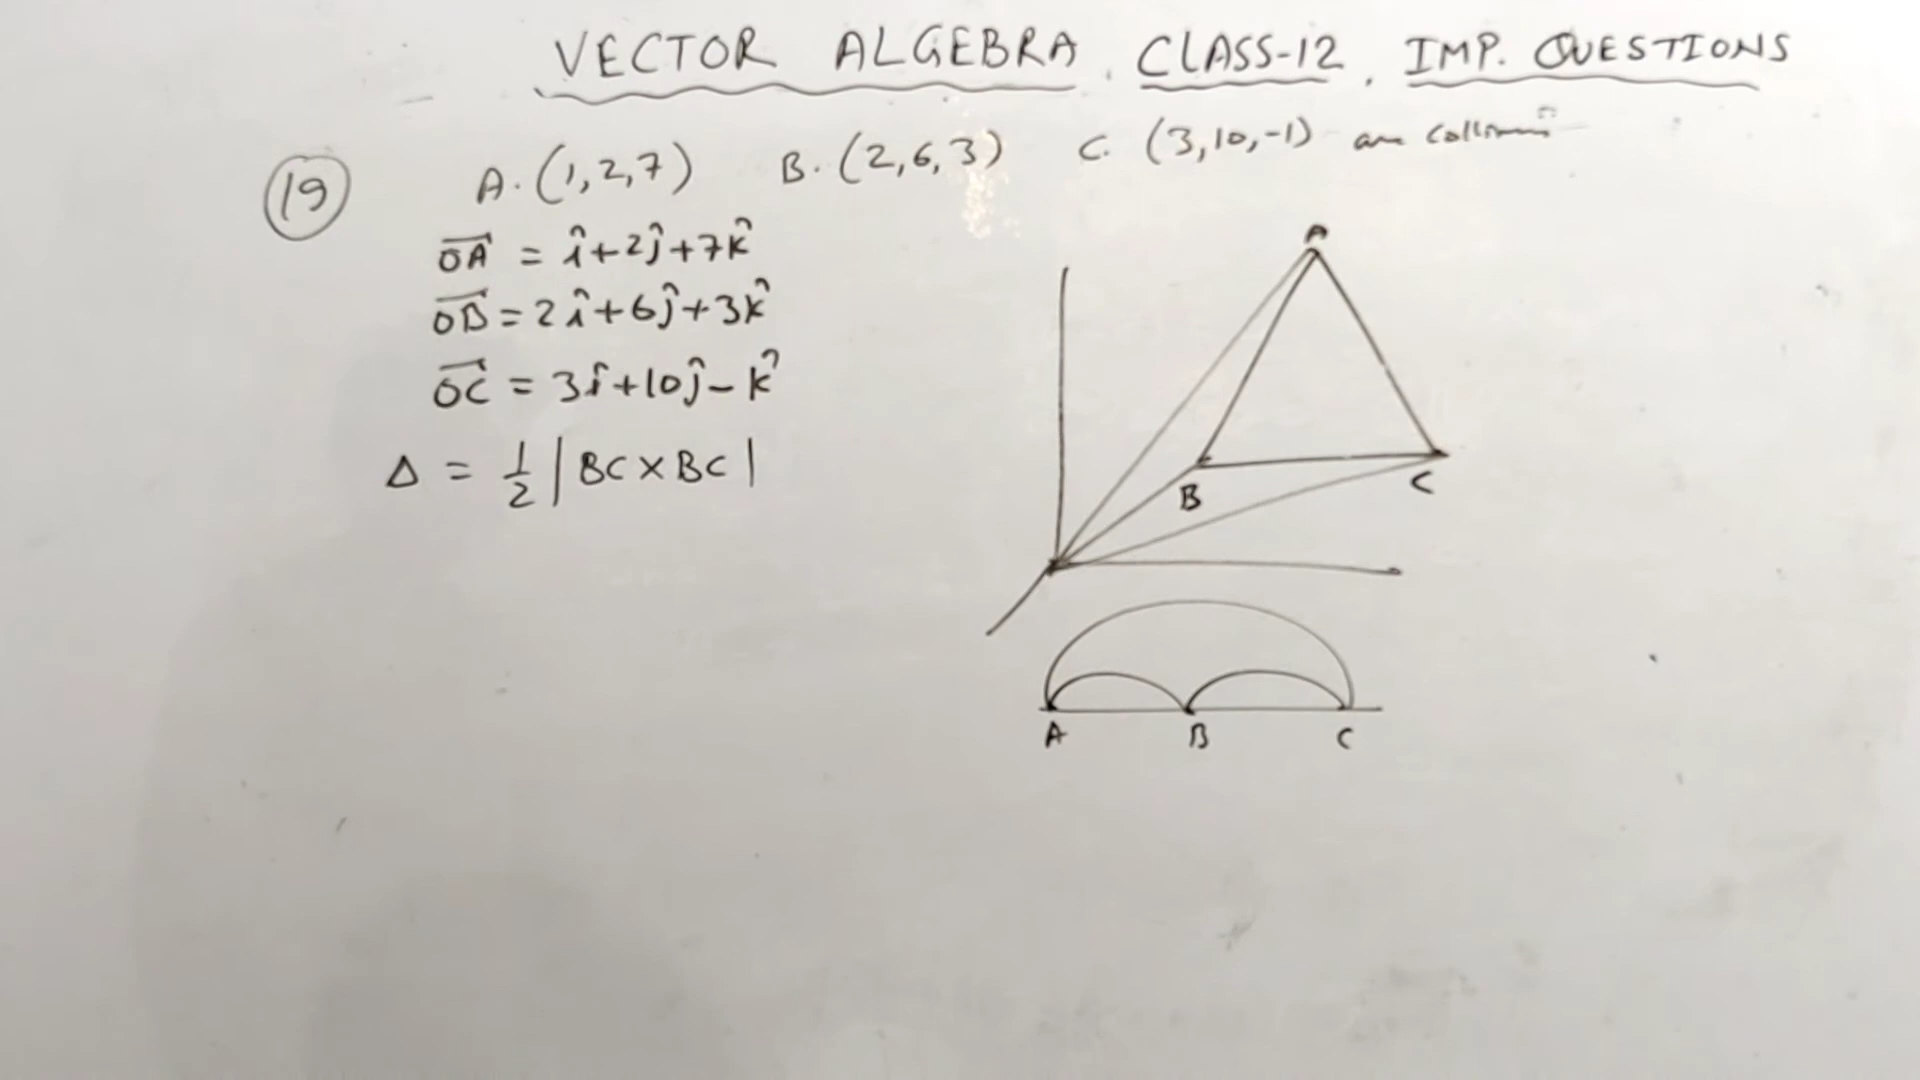 VECTOR ALGEBRA, CLASS-12, IMP. QUESTIONS
19 A. (1,2,7) B. (2,6,3) C. (3,10,-1) are
OA = î+2ĵ+7k̂
OB = 2î+6ĵ+3k̂
OC = 3î+10ĵ-k̂
Δ = 1/2 |BC×BC|
A
B C
A B C